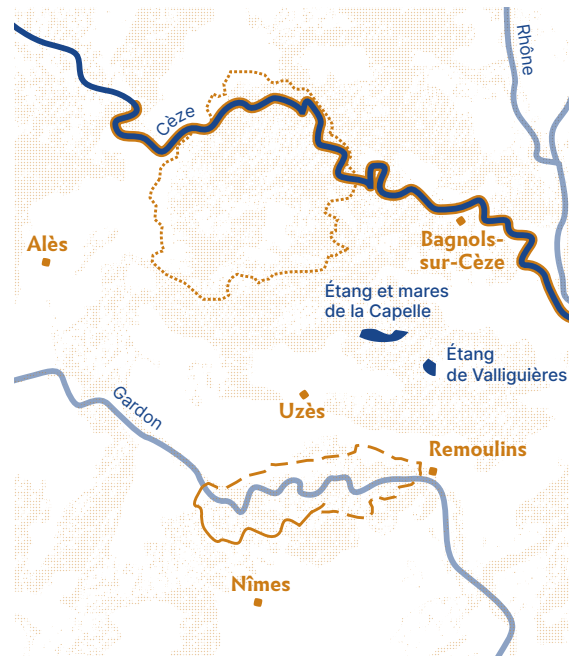 Rhône
Cèze
Alès
Bagnols-
sur-Cèze
Étang et mares
de la Capelle
Étang
de Valliguières
Gardon
Uzès
Remoulins
Nîmes